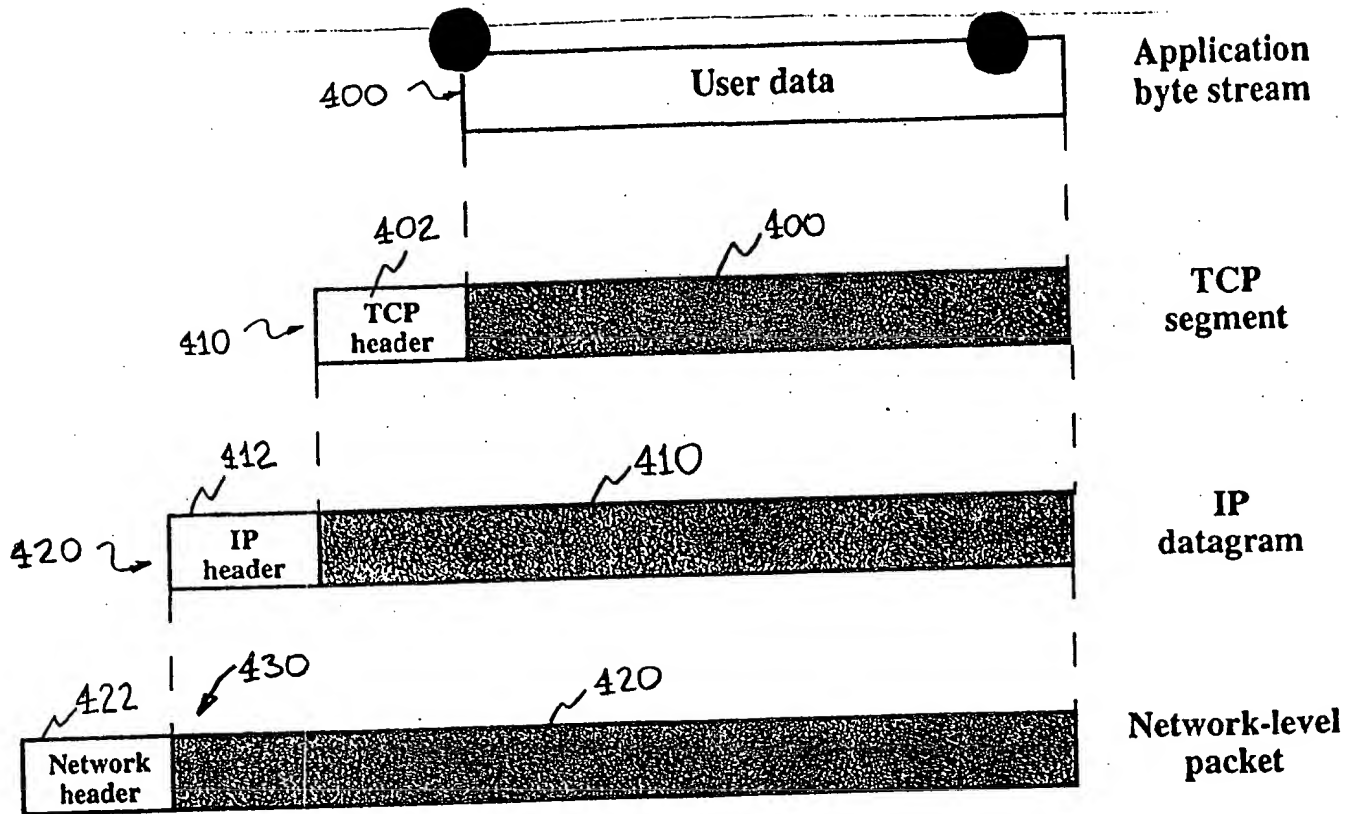 400
User data
Application
byte stream
402
400
410
TCP
header
TCP
segment
412
410
420
IP
header
IP
datagram
422
430
420
Network
header
Network-level
packet